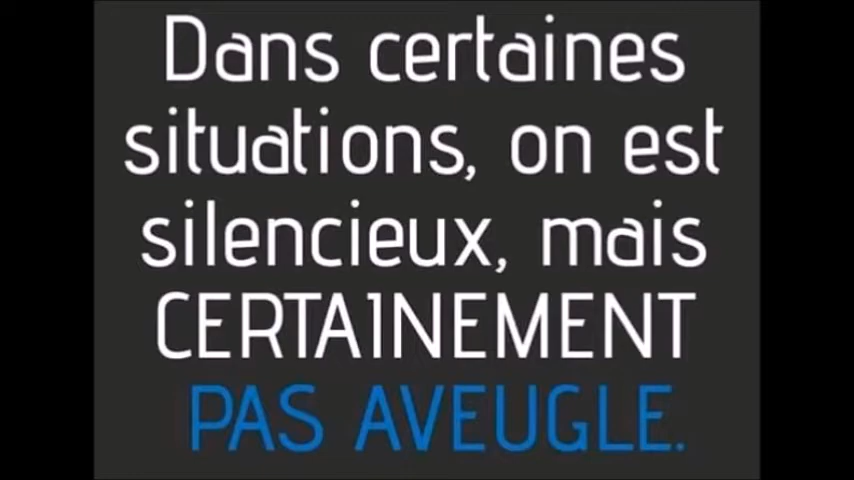 Dans certaines
situations, on est
silencieux, mais
CERTAINEMENT
PAS AVEUGLE.